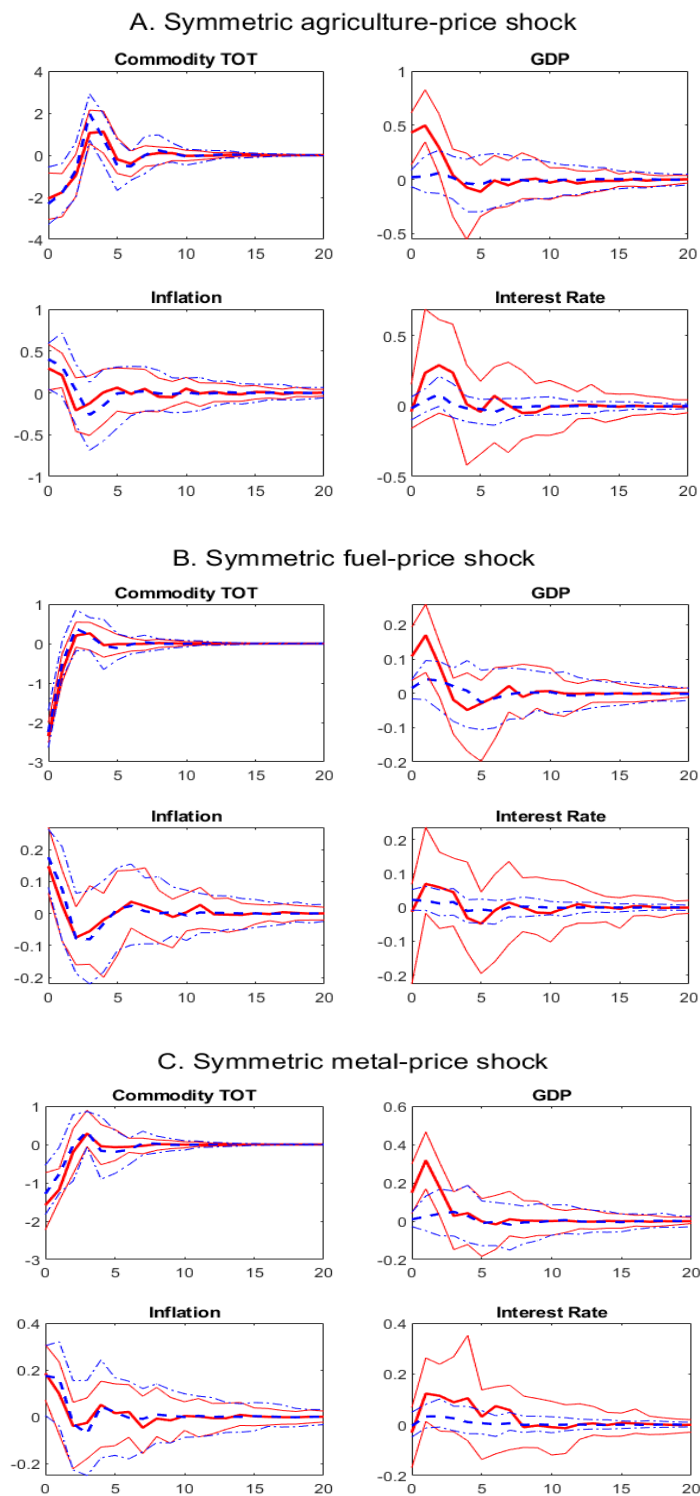 A. Symmetric agriculture-price shock
Commodity TOT
GDP
4
2
0
-2
-4
0 5 10 15 20
1
0.5
0
-0.5
0 5 10 15 20
Inflation
Interest Rate
1
0.5
0
-0.5
-1
0 5 10 15 20
0.5
0
-0.5
0 5 10 15 20
B. Symmetric fuel-price shock
Commodity TOT
GDP
1
0
-1
-2
-3
0 5 10 15 20
0.2
0.1
0
-0.1
-0.2
0 5 10 15 20
Inflation
Interest Rate
0.2
0.1
0
-0.1
-0.2
0 5 10 15 20
0.2
0.1
0
-0.1
-0.2
0 5 10 15 20
C. Symmetric metal-price shock
Commodity TOT
GDP
1
0
-1
-2
-3
0 5 10 15 20
0.6
0.4
0.2
0
-0.2
0 5 10 15 20
Inflation
Interest Rate
0.4
0.2
0
-0.2
0 5 10 15 20
0.4
0.2
0
-0.2
0 5 10 15 20